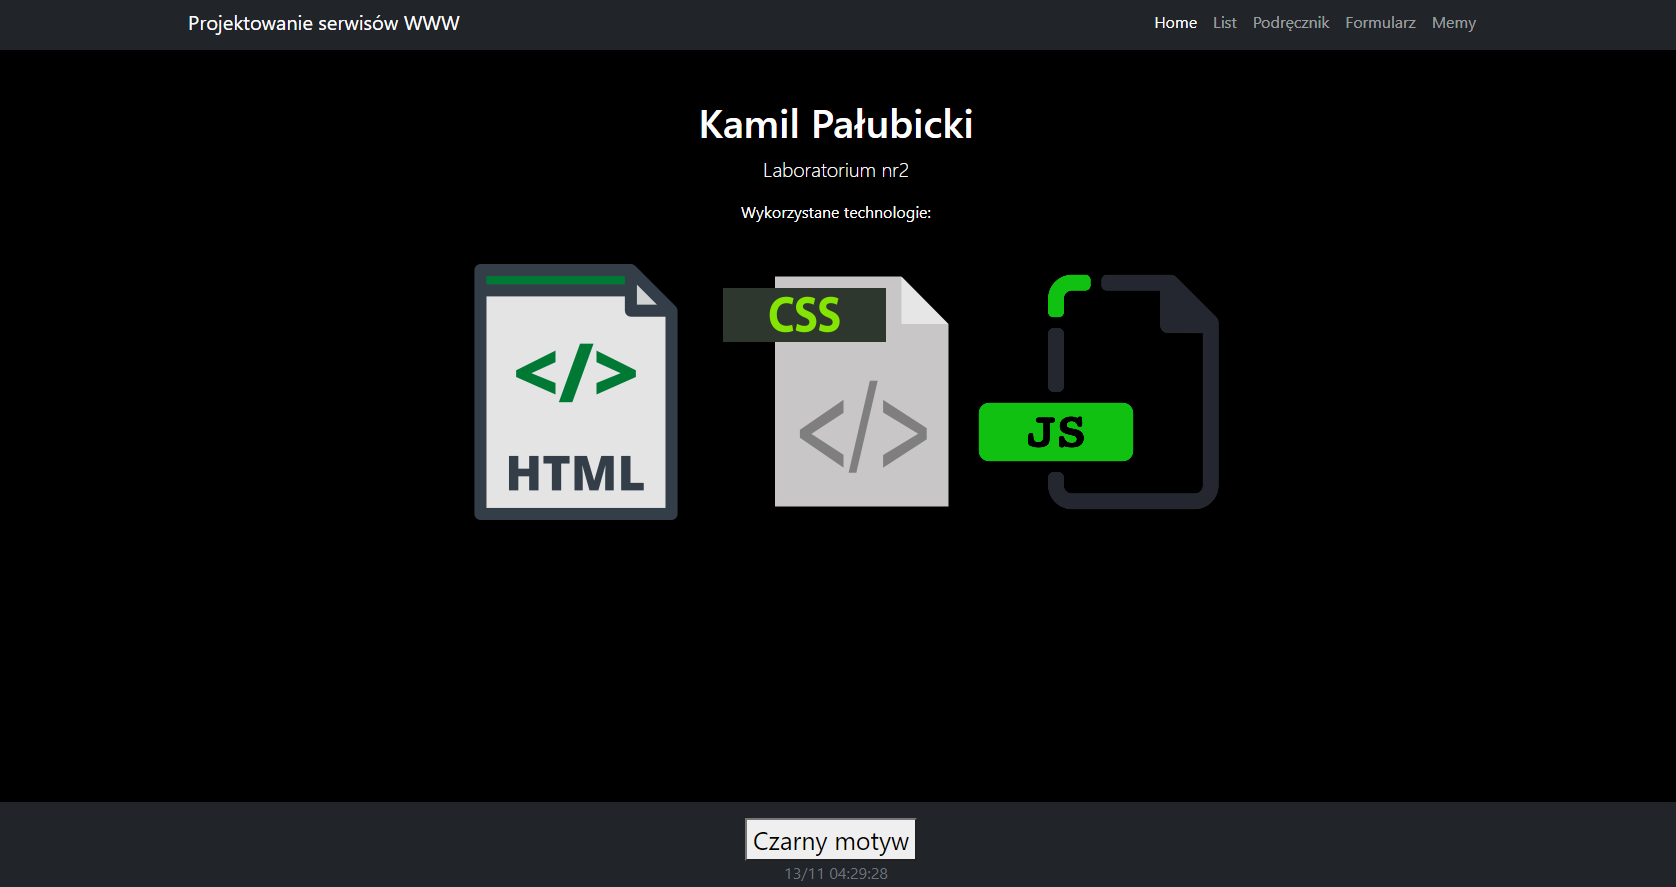 Projektowanie serwisów WWW
Home List Podręcznik Formularz Memy
Kamil Pałubicki
Laboratorium nr2
Wykorzystane technologie:
</>
HTML
CSS
</>
JS
Czarny motyw
13/11 04:29:28